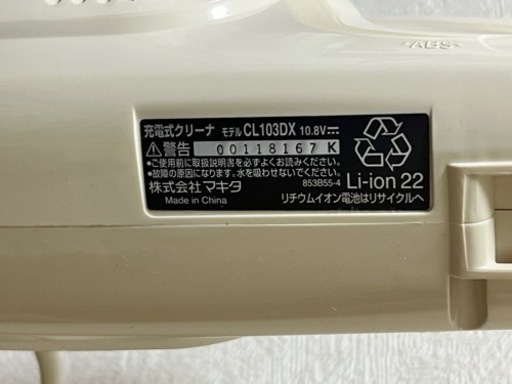 >ABS<
充電式クリーナ モデル CL103DX 10.8V
警告 00118167 K
●ご使用前に取扱説明書を必ずよくお読みください。
●故障の原因になります。水を吸わせないでください。
株式会社マキタ 853B55-4
Made in China
Li-ion 22
リチウムイオン電池はリサイクルへ